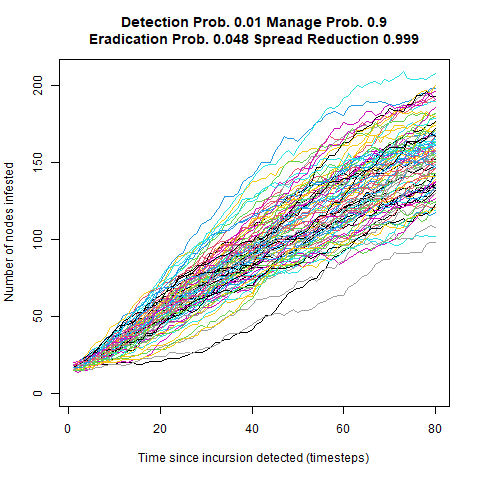 Detection Prob. 0.01 Manage Prob. 0.9
Eradication Prob. 0.048 Spread Reduction 0.999
Number of nodes infested
200
150
100
50
0
0 20 40 60 80
Time since incursion detected (timesteps)